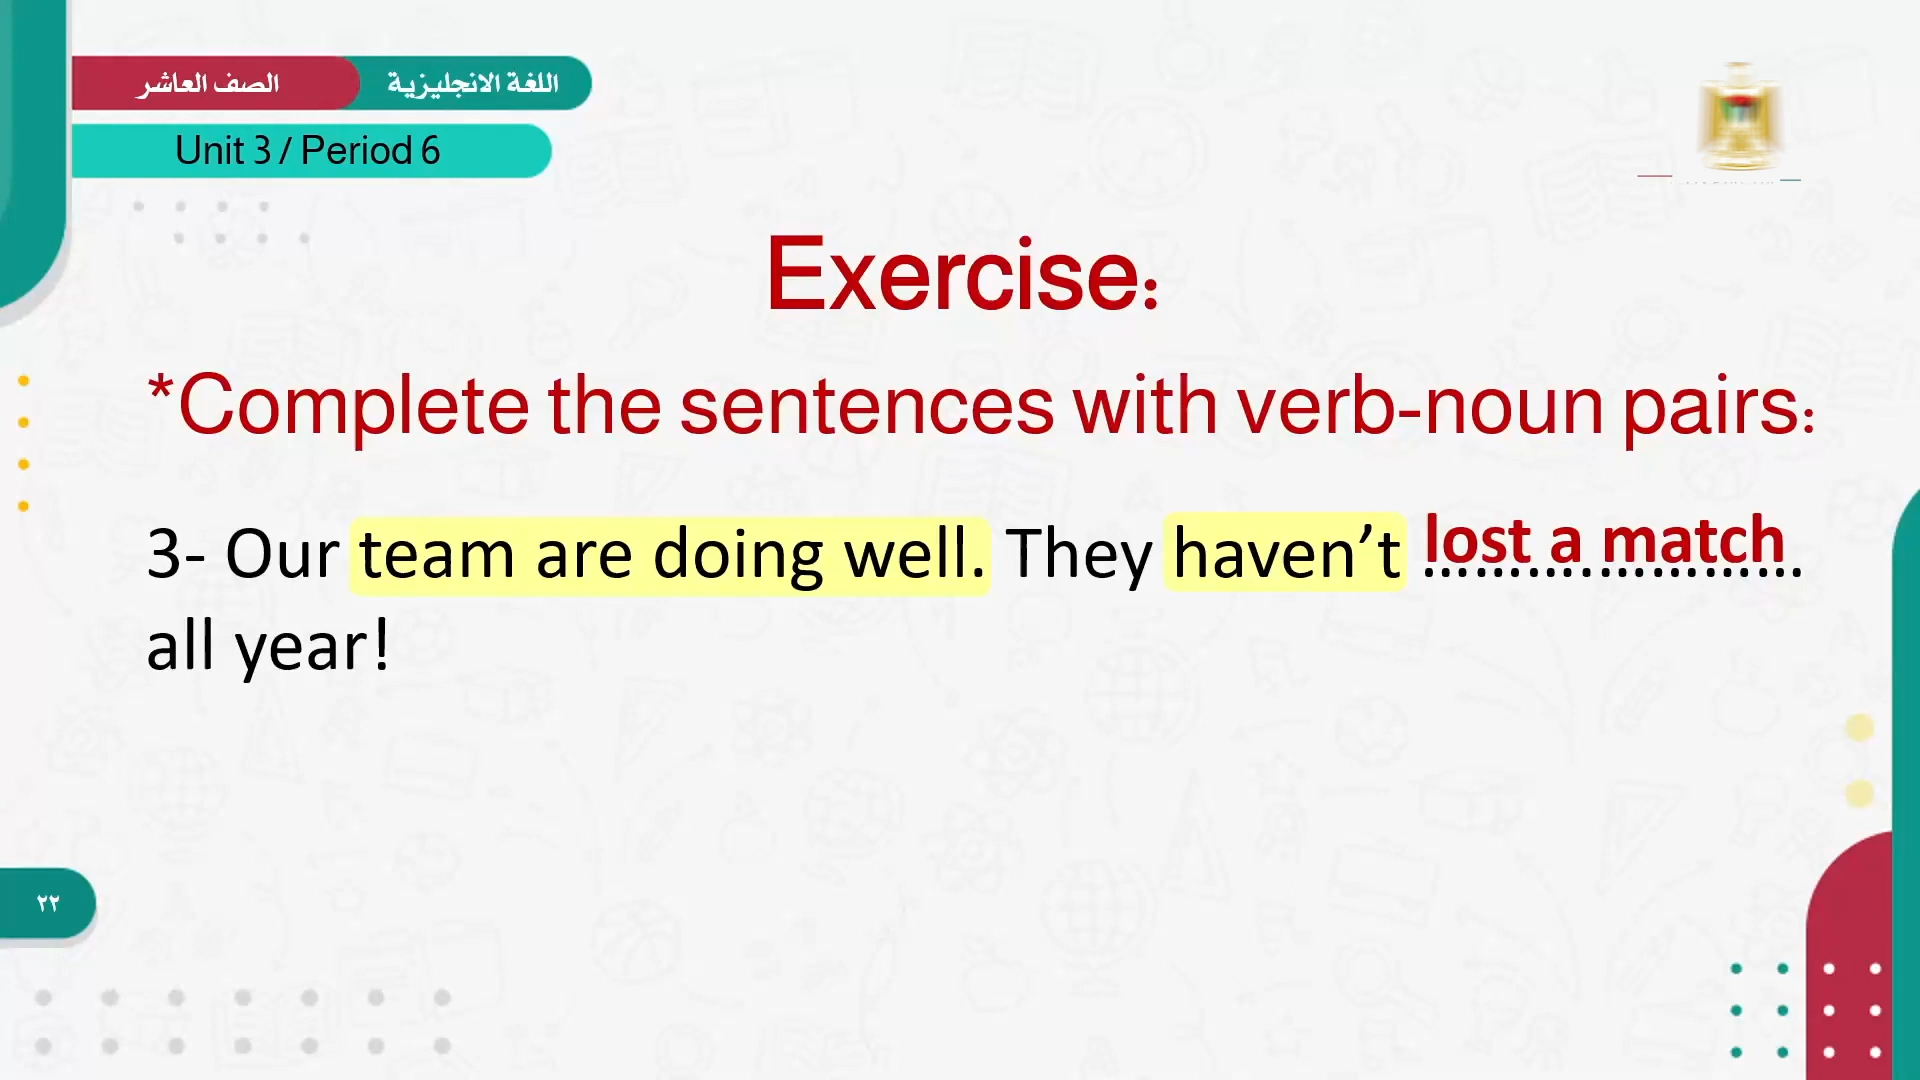 الصف العاشر
اللغة الانجليزية
Unit 3 / Period 6
Exercise:
*Complete the sentences with verb-noun pairs:
3- Our team are doing well. They haven’t lost a match ........................
all year!
٢٢